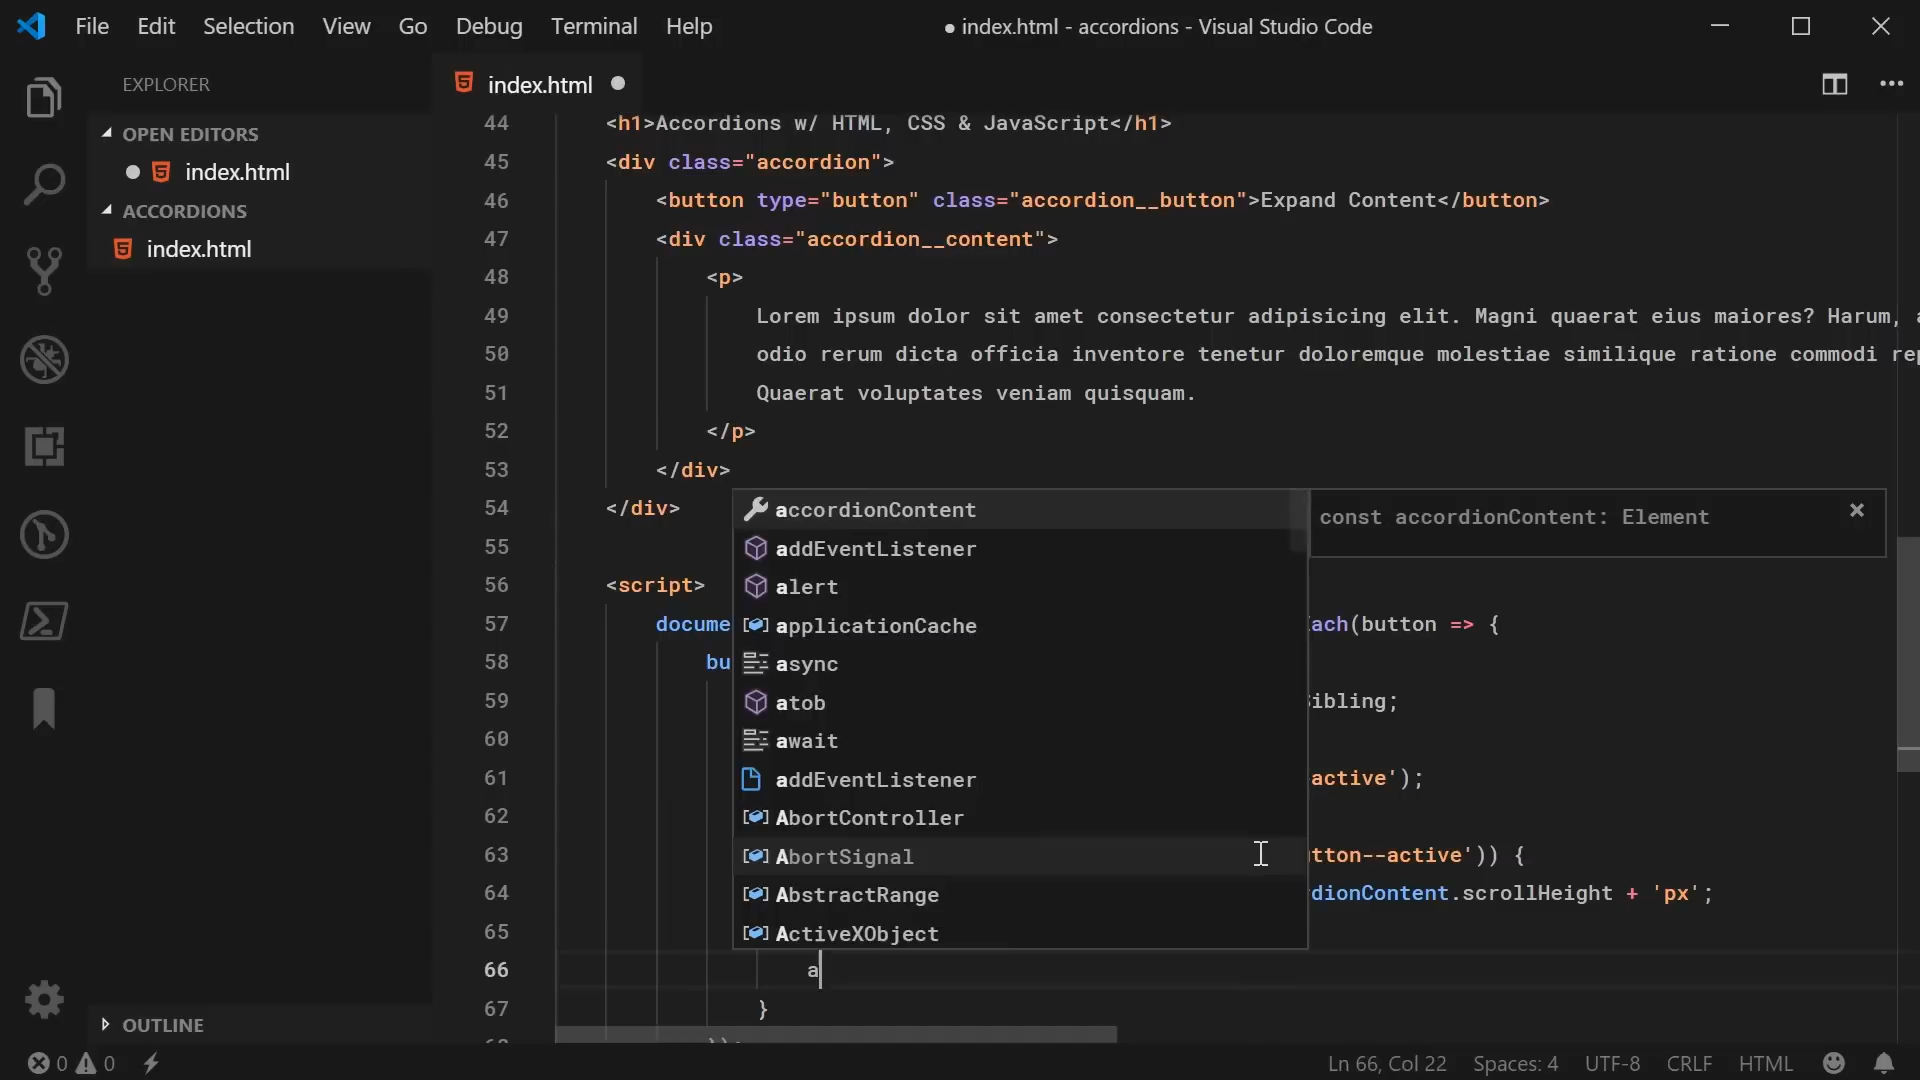 File Edit Selection View Go Debug Terminal Help
● index.html - accordions - Visual Studio Code
EXPLORER
OPEN EDITORS
index.html
ACCORDIONS
index.html
OUTLINE
index.html
44 <h1>Accordions w/ HTML, CSS & JavaScript</h1>
45 <div class="accordion">
46 <button type="button" class="accordion__button">Expand Content</button>
47 <div class="accordion__content">
48 <p>
49 Lorem ipsum dolor sit amet consectetur adipisicing elit. Magni quaerat eius maiores? Harum, a
50 odio rerum dicta officia inventore tenetur doloremque molestiae similique ratione commodi rep
51 Quaerat voluptates veniam quisquam.
52 </p>
53 </div>
54 </div>
55
56 <script>
57 docume ach(button => {
58 bu
59 ibling;
60
61 active');
62
63 tton--active')) {
64 dionContent.scrollHeight + 'px';
65
66 a
67 }
accordionContent
addEventListener
alert
applicationCache
async
atob
await
addEventListener
AbortController
AbortSignal
AbstractRange
ActiveXObject
const accordionContent: Element
0 0
Ln 66, Col 22 Spaces: 4 UTF-8 CRLF HTML